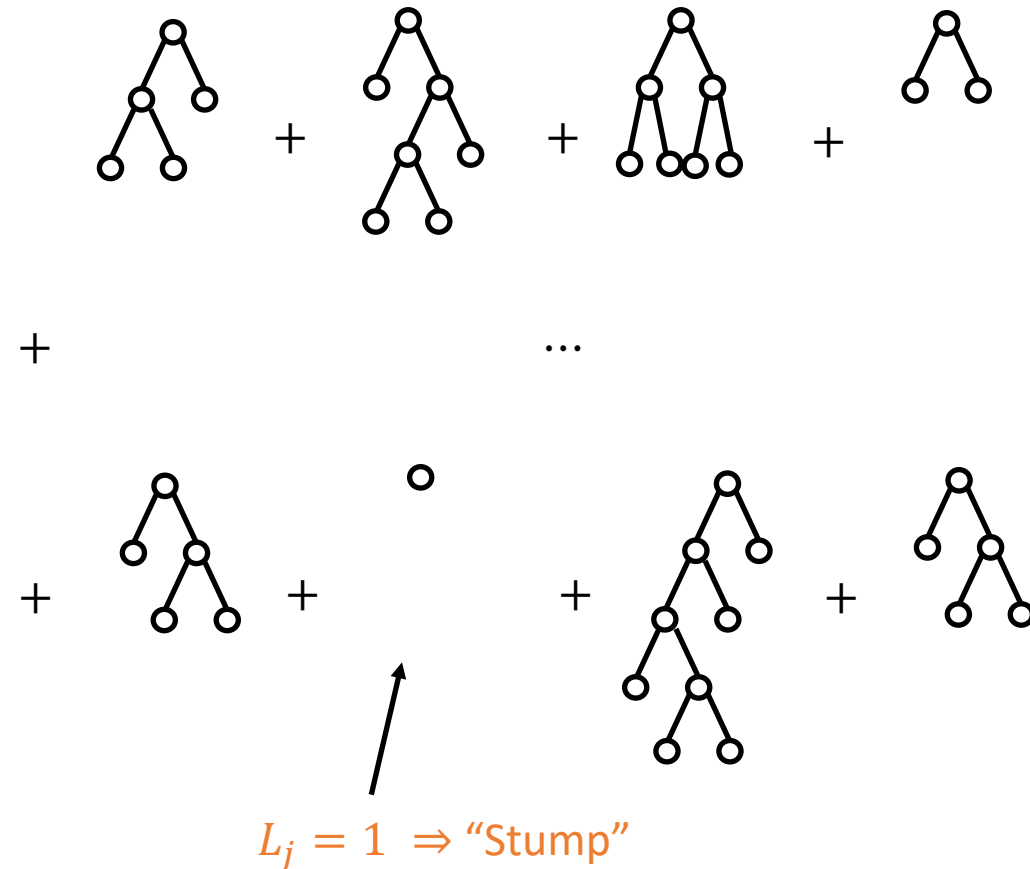 + + +
+ …
+ + + +
L_j = 1 ⇒ “Stump”